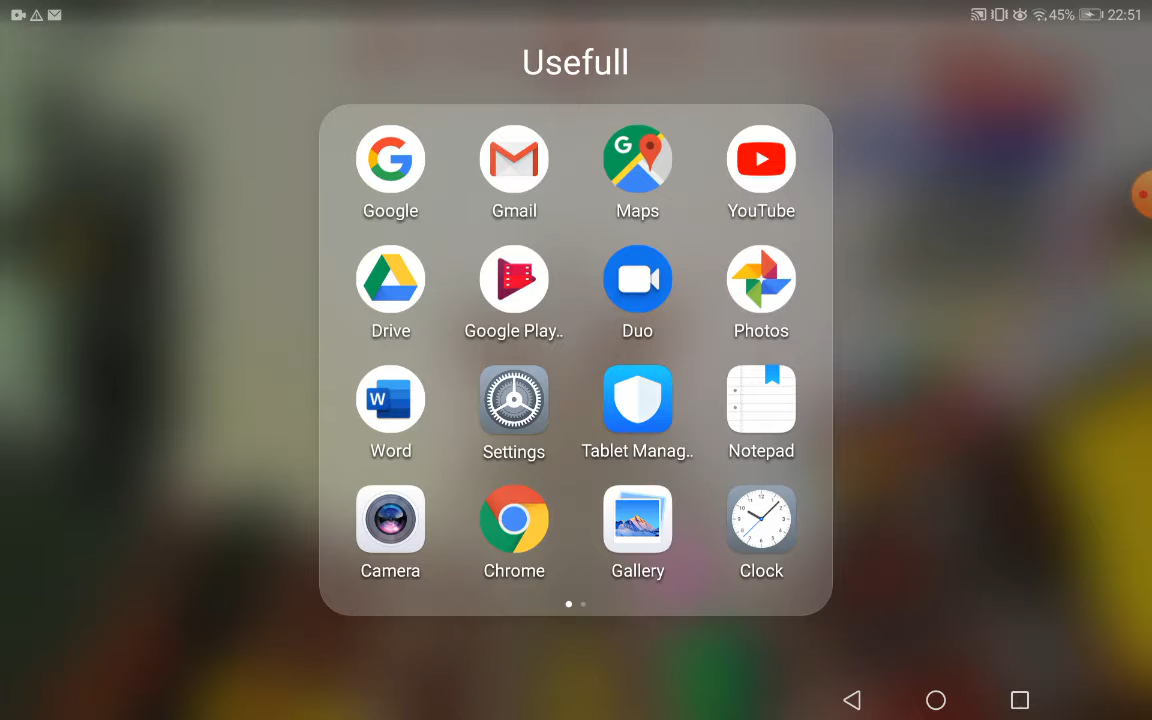 45% 22:51
Usefull
G
Google Gmail Maps YouTube
Drive Google Play.. Duo Photos
W
Word Settings Tablet Manag.. Notepad
Camera Chrome Gallery Clock